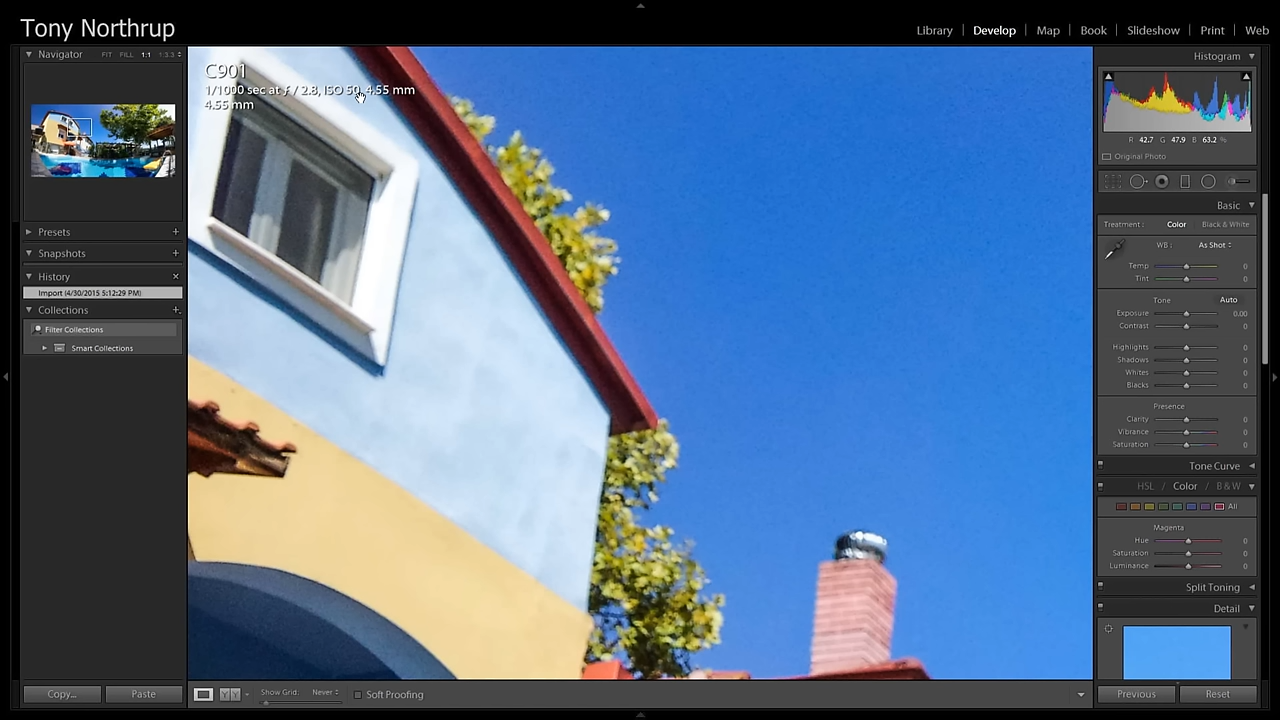 Tony Northrup
Library | Develop | Map | Book | Slideshow | Print | Web
Navigator FIT FILL 1:1 1:3
C901
1/1000 sec at ƒ / 2.8, ISO 50, 4.55 mm
4.55 mm
Presets
Snapshots
History
Import (4/30/2015 5:12:29 PM)
Collections
Filter Collections
Smart Collections
Copy...
Paste
Show Grid: Never
Soft Proofing
Histogram
R 42.7 G 47.9 B 63.2 %
Original Photo
Basic
Treatment : Color Black & White
WB : As Shot
Temp 0
Tint 0
Tone Auto
Exposure 0.00
Contrast 0
Highlights 0
Shadows 0
Whites 0
Blacks 0
Presence
Clarity 0
Vibrance 0
Saturation 0
Tone Curve
HSL / Color / B & W
All
Magenta
Hue 0
Saturation 0
Luminance 0
Split Toning
Detail
Previous
Reset